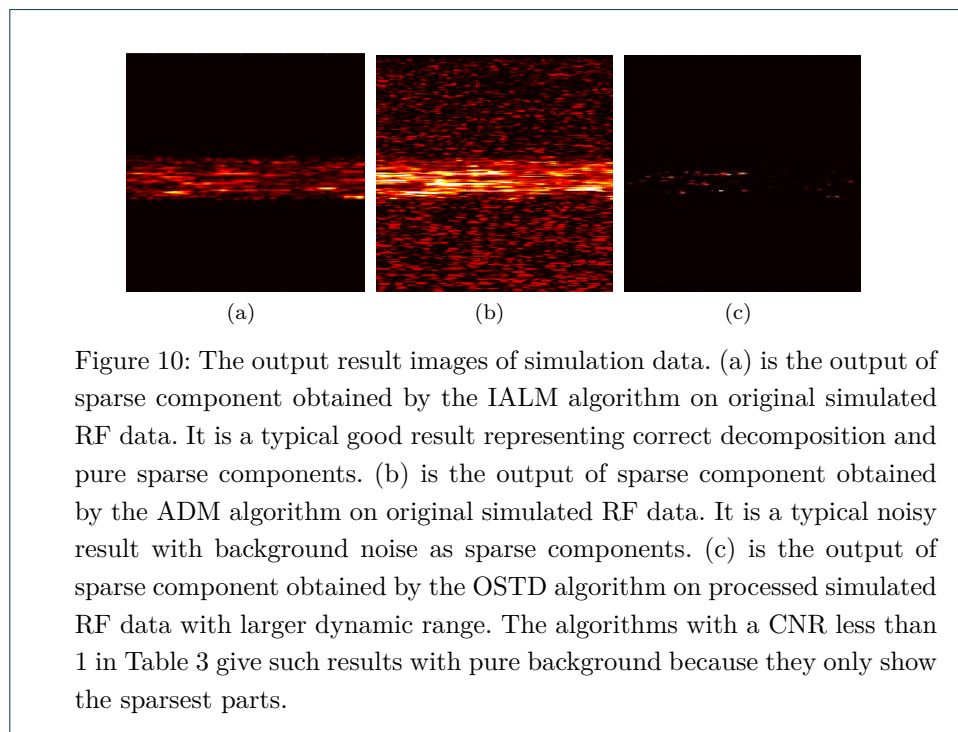 (a)
(b)
(c)
Figure 10: The output result images of simulation data. (a) is the output of
sparse component obtained by the IALM algorithm on original simulated
RF data. It is a typical good result representing correct decomposition and
pure sparse components. (b) is the output of sparse component obtained
by the ADM algorithm on original simulated RF data. It is a typical noisy
result with background noise as sparse components. (c) is the output of
sparse component obtained by the OSTD algorithm on processed simulated
RF data with larger dynamic range. The algorithms with a CNR less than
1 in Table 3 give such results with pure background because they only show
the sparsest parts.